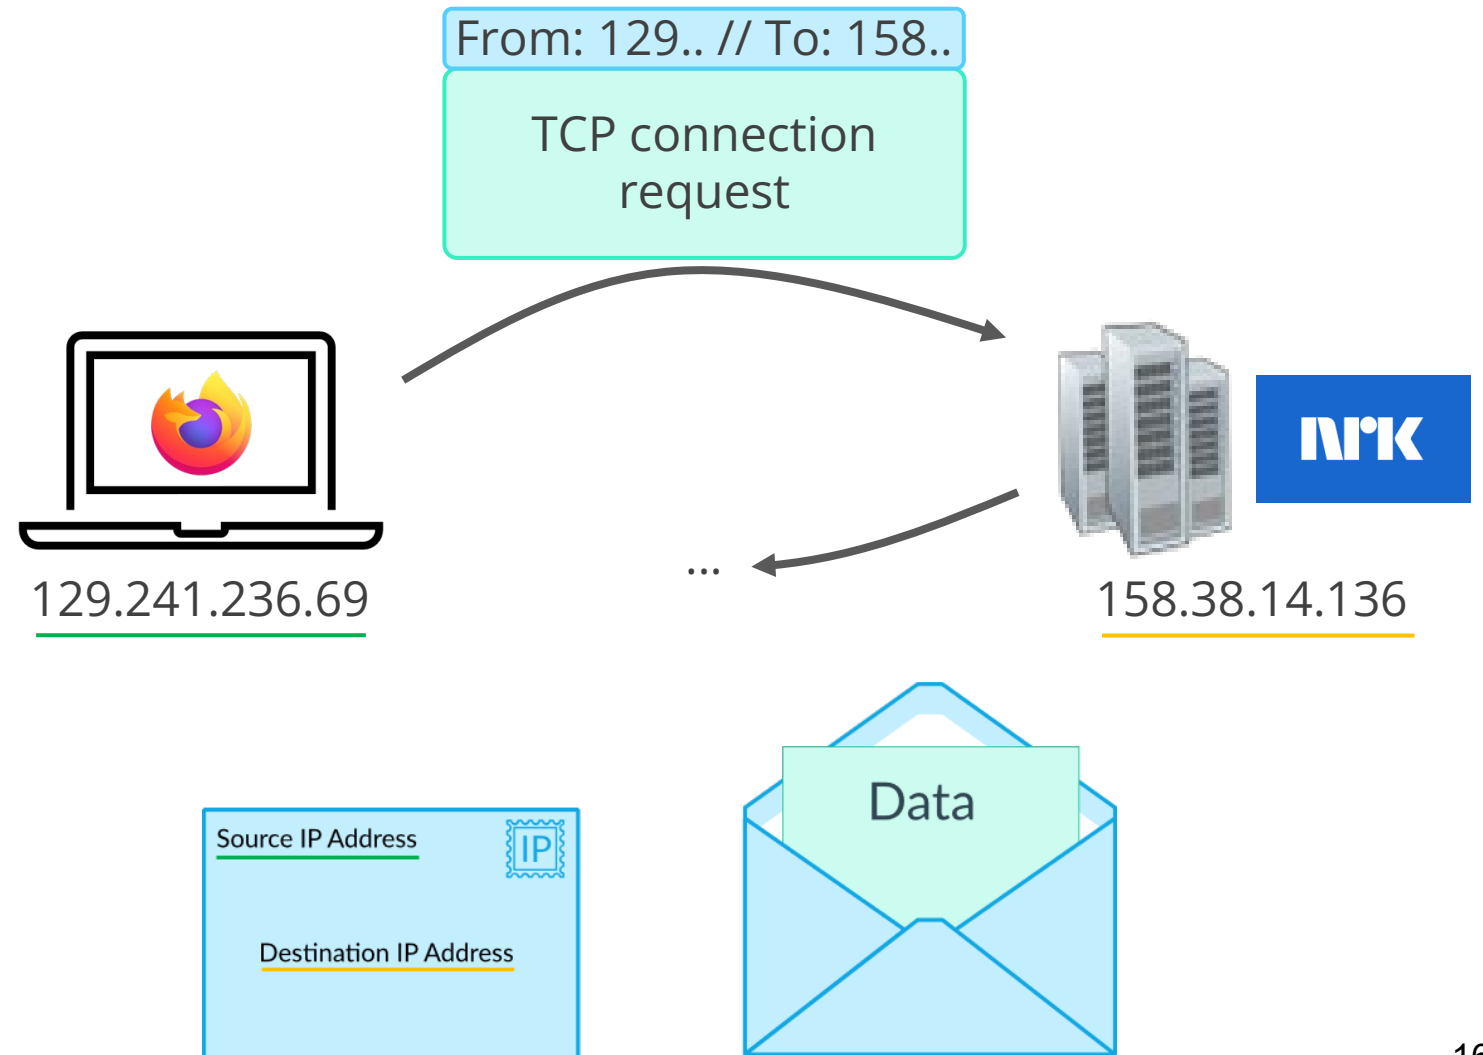 From: 129.. // To: 158..
TCP connection
request
nrk
...
129.241.236.69
158.38.14.136
Data
Source IP Address
IP
Destination IP Address
16